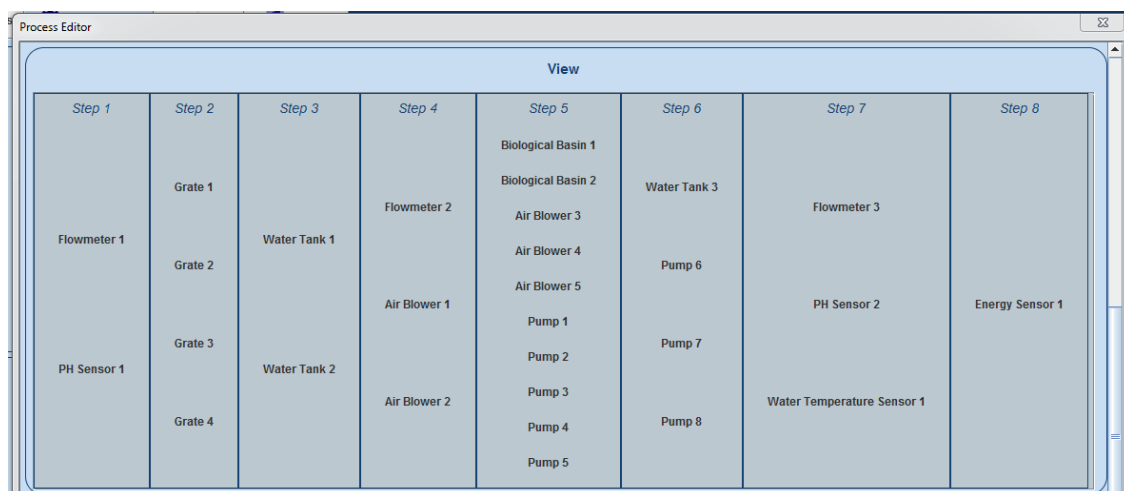 Process Editor
View
Step 1
Flowmeter 1
PH Sensor 1
Step 2
Grate 1
Grate 2
Grate 3
Grate 4
Step 3
Water Tank 1
Water Tank 2
Step 4
Flowmeter 2
Air Blower 1
Air Blower 2
Step 5
Biological Basin 1
Biological Basin 2
Air Blower 3
Air Blower 4
Air Blower 5
Pump 1
Pump 2
Pump 3
Pump 4
Pump 5
Step 6
Water Tank 3
Pump 6
Pump 7
Pump 8
Step 7
Flowmeter 3
PH Sensor 2
Water Temperature Sensor 1
Step 8
Energy Sensor 1